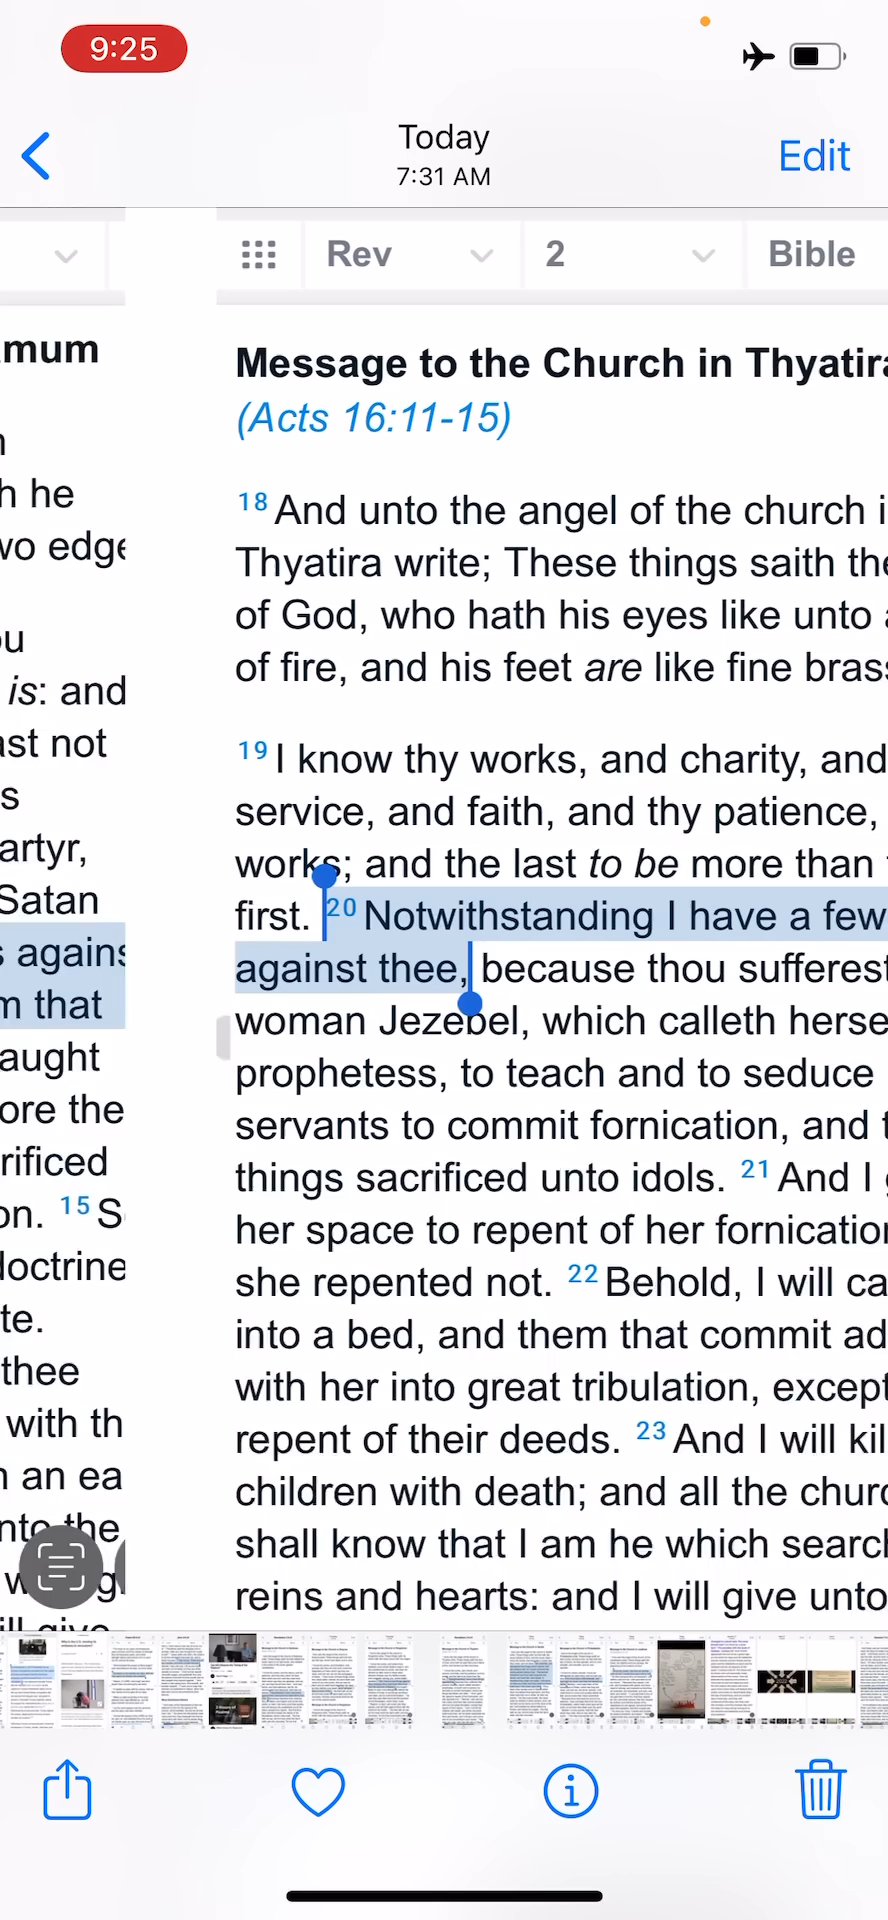 9:25
Today
7:31 AM
Edit
mum
h he
wo edge
is: and
ast not
s
artyr,
Satan
s agains
m that
aught
ore the
rificed
on. 15 S
doctrine
te.
thee
with th
n an ea
nto the
Rev
2
Bible
Message to the Church in Thyatira
(Acts 16:11-15)
18 And unto the angel of the church i
Thyatira write; These things saith the
of God, who hath his eyes like unto a
of fire, and his feet are like fine brass
19 I know thy works, and charity, and
service, and faith, and thy patience,
works; and the last to be more than
first. 20 Notwithstanding I have a few
against thee, because thou sufferest
woman Jezebel, which calleth herse
prophetess, to teach and to seduce
servants to commit fornication, and t
things sacrificed unto idols. 21 And I g
her space to repent of her fornication
she repented not. 22 Behold, I will ca
into a bed, and them that commit ad
with her into great tribulation, except
repent of their deeds. 23 And I will kil
children with death; and all the churc
shall know that I am he which search
reins and hearts: and I will give unto